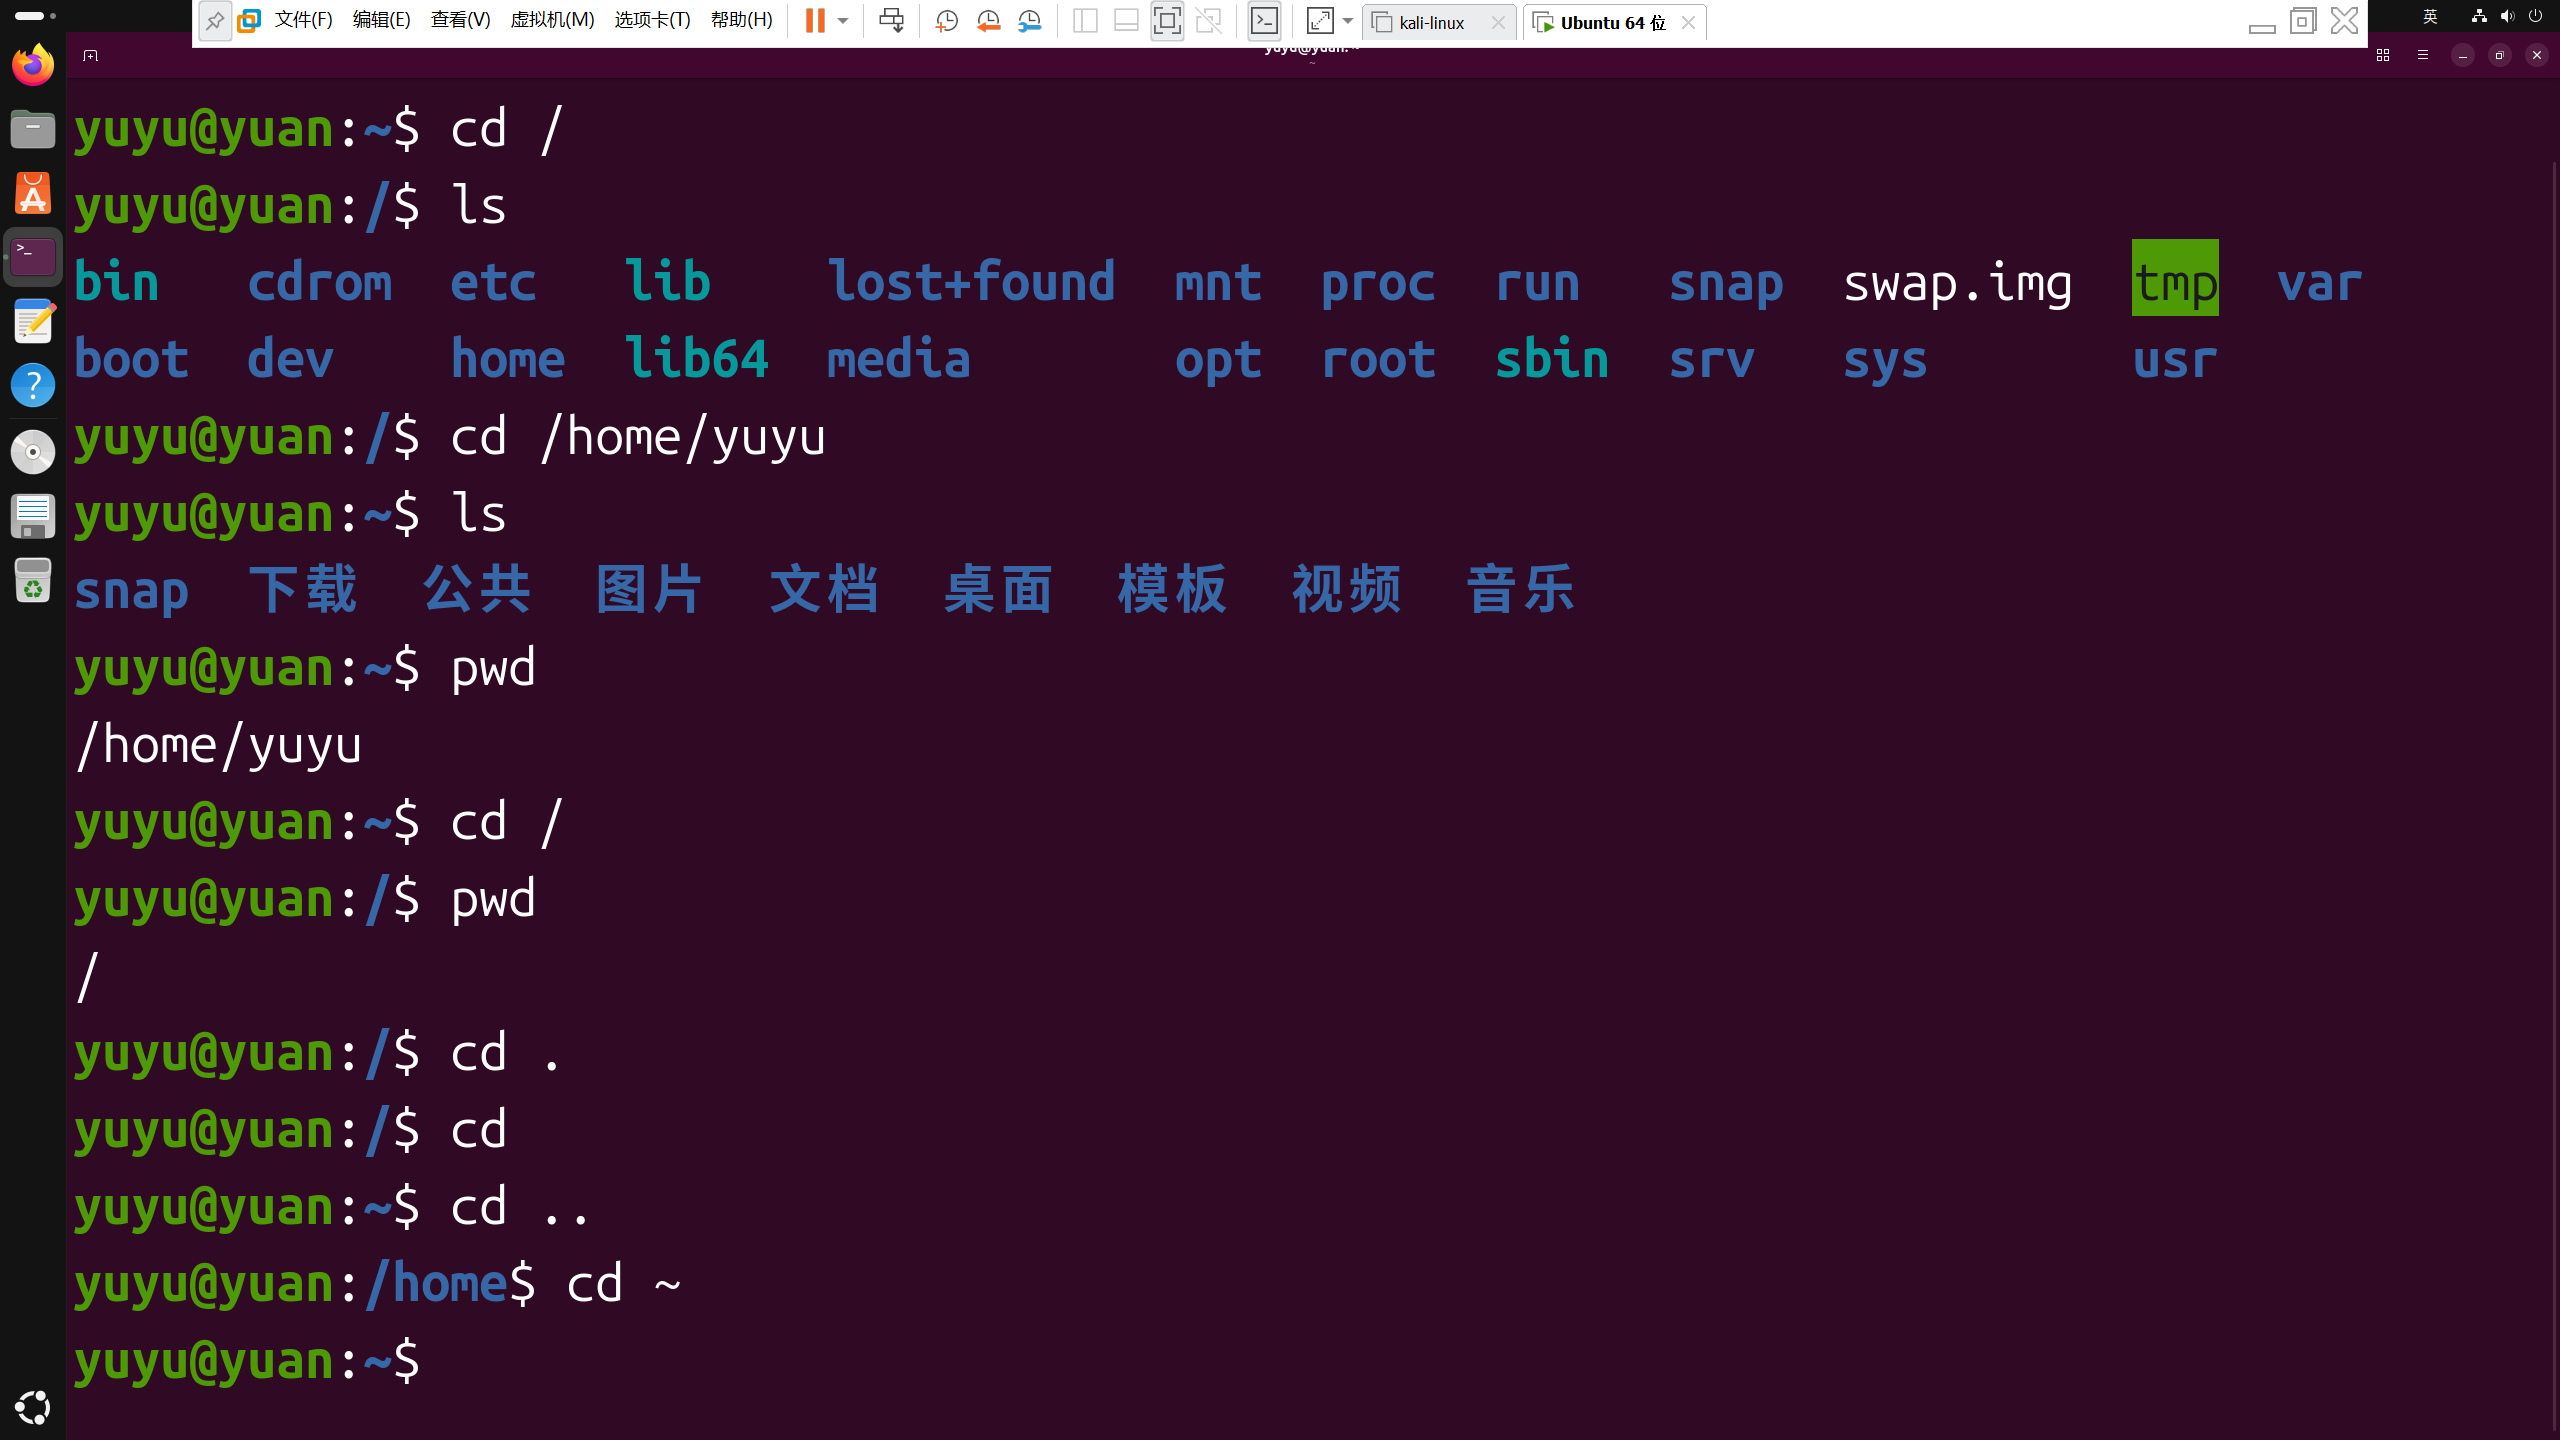 文件(F) 编辑(E) 查看(V) 虚拟机(M) 选项卡(T) 帮助(H) kali-linux Ubuntu 64 位 英
yuyu@yuan: ~
~
yuyu@yuan:~$ cd /
yuyu@yuan:/$ ls
bin cdrom etc lib lost+found mnt proc run snap swap.img tmp var
boot dev home lib64 media opt root sbin srv sys usr
yuyu@yuan:/$ cd /home/yuyu
yuyu@yuan:~$ ls
snap 下载 公共 图片 文档 桌面 模板 视频 音乐
yuyu@yuan:~$ pwd
/home/yuyu
yuyu@yuan:~$ cd /
yuyu@yuan:/$ pwd
/
yuyu@yuan:/$ cd .
yuyu@yuan:/$ cd
yuyu@yuan:~$ cd ..
yuyu@yuan:/home$ cd ~
yuyu@yuan:~$